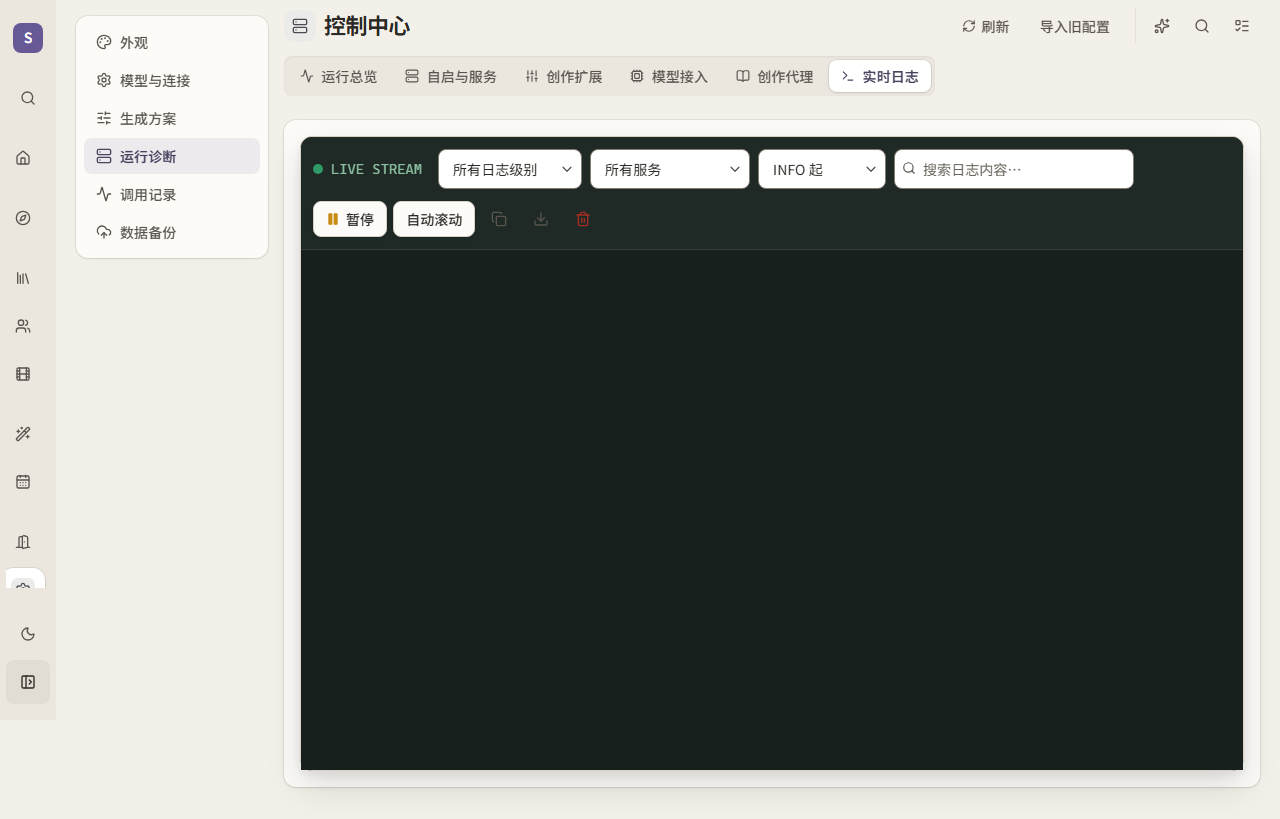 S
外观
模型与连接
生成方案
运行诊断
调用记录
数据备份
控制中心
刷新
导入旧配置
运行总览
自启与服务
创作扩展
模型接入
创作代理
实时日志
LIVE STREAM
所有日志级别
所有服务
INFO 起
搜索日志内容…
暂停
自动滚动